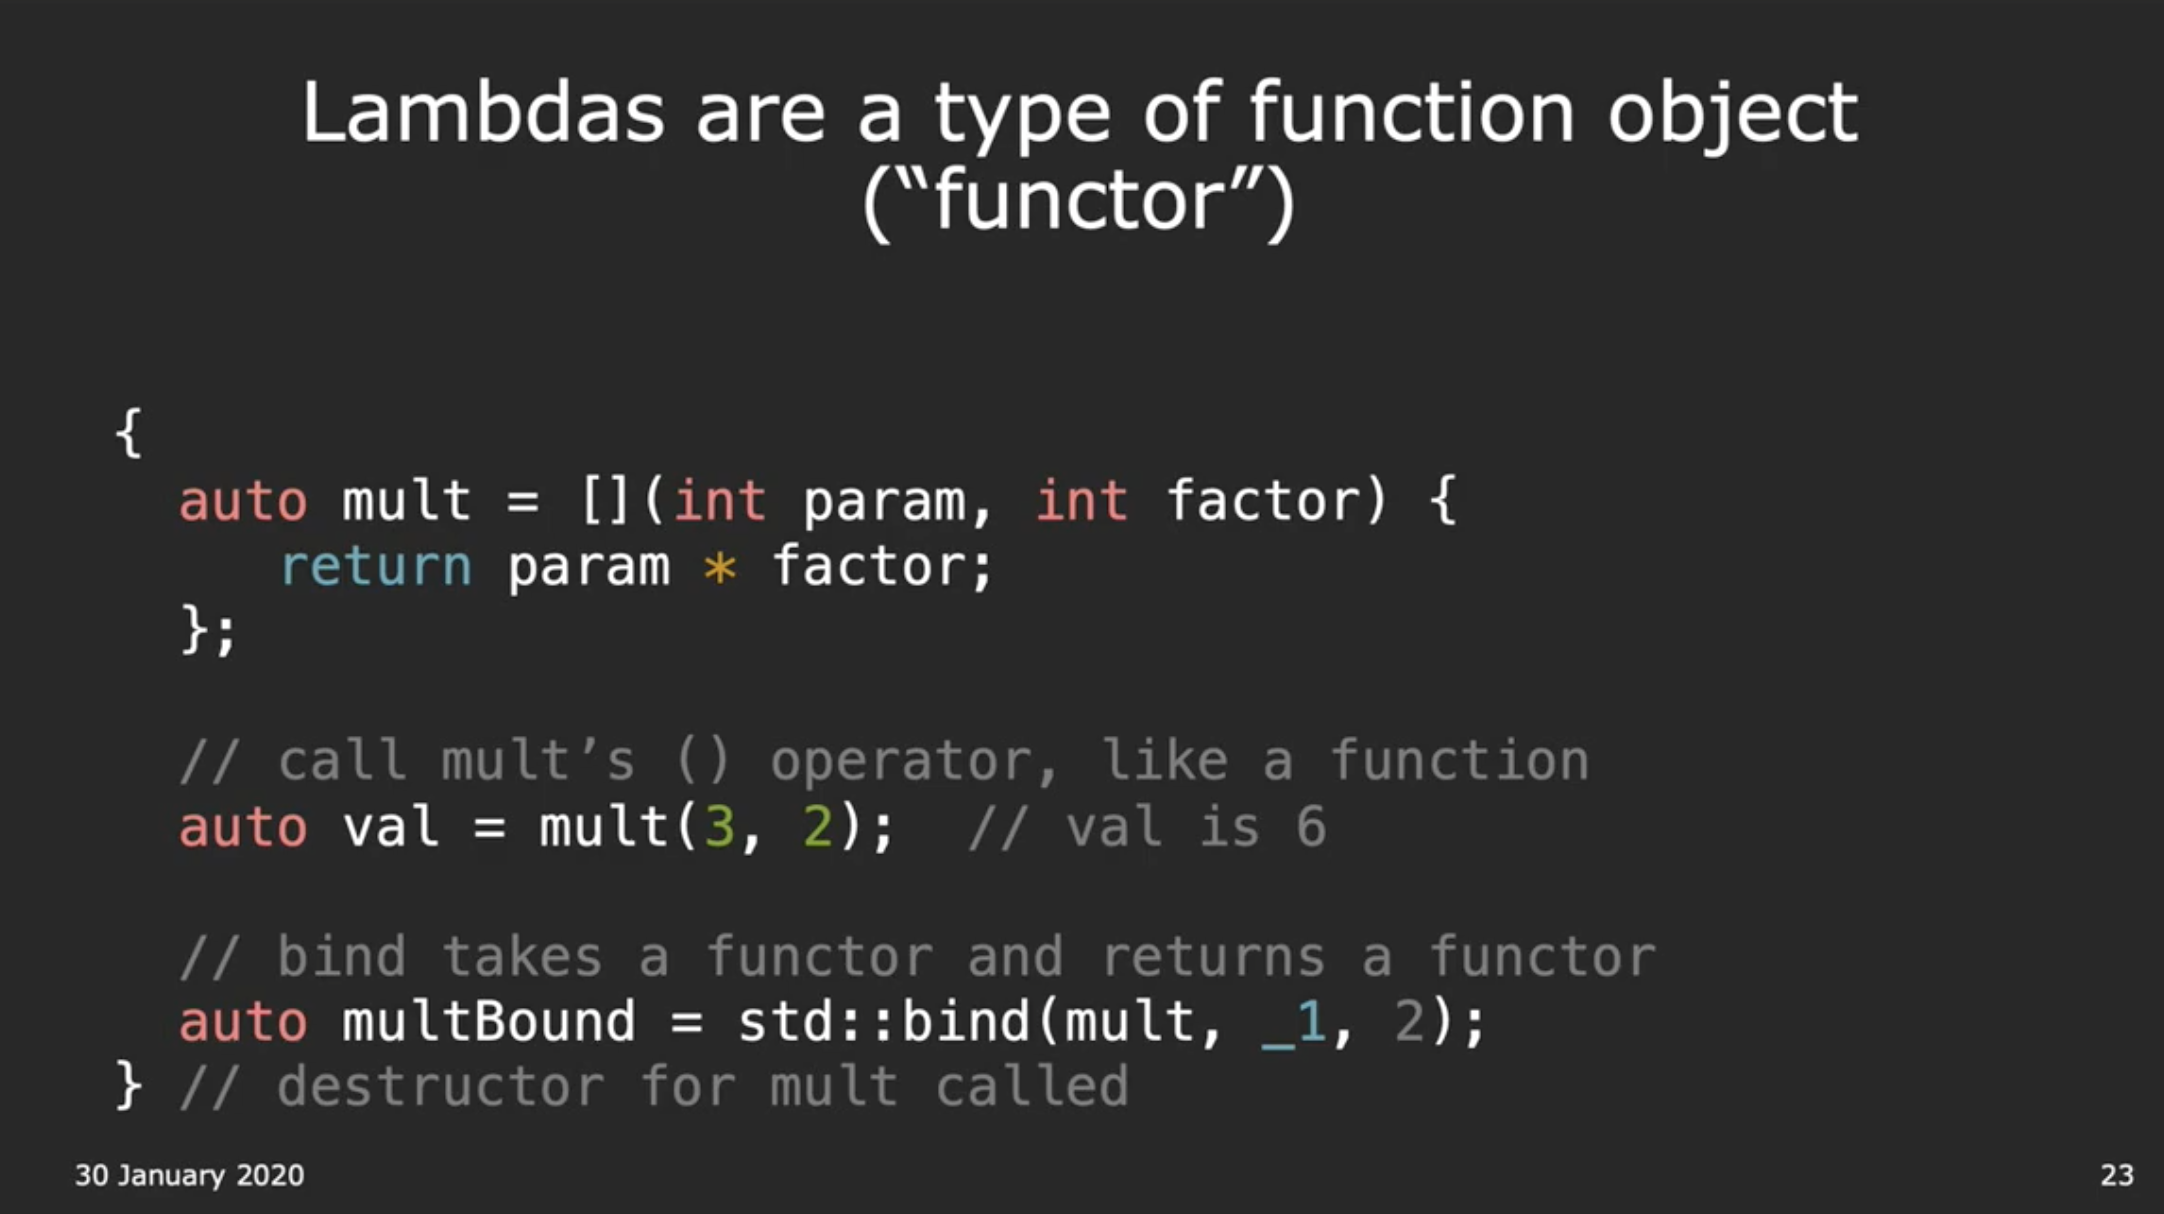 Lambdas are a type of function object
(“functor”)
{
auto mult = [](int param, int factor) {
return param * factor;
};
// call mult’s () operator, like a function
auto val = mult(3, 2);  // val is 6
// bind takes a functor and returns a functor
auto multBound = std::bind(mult, _1, 2);
} // destructor for mult called
30 January 2020
23